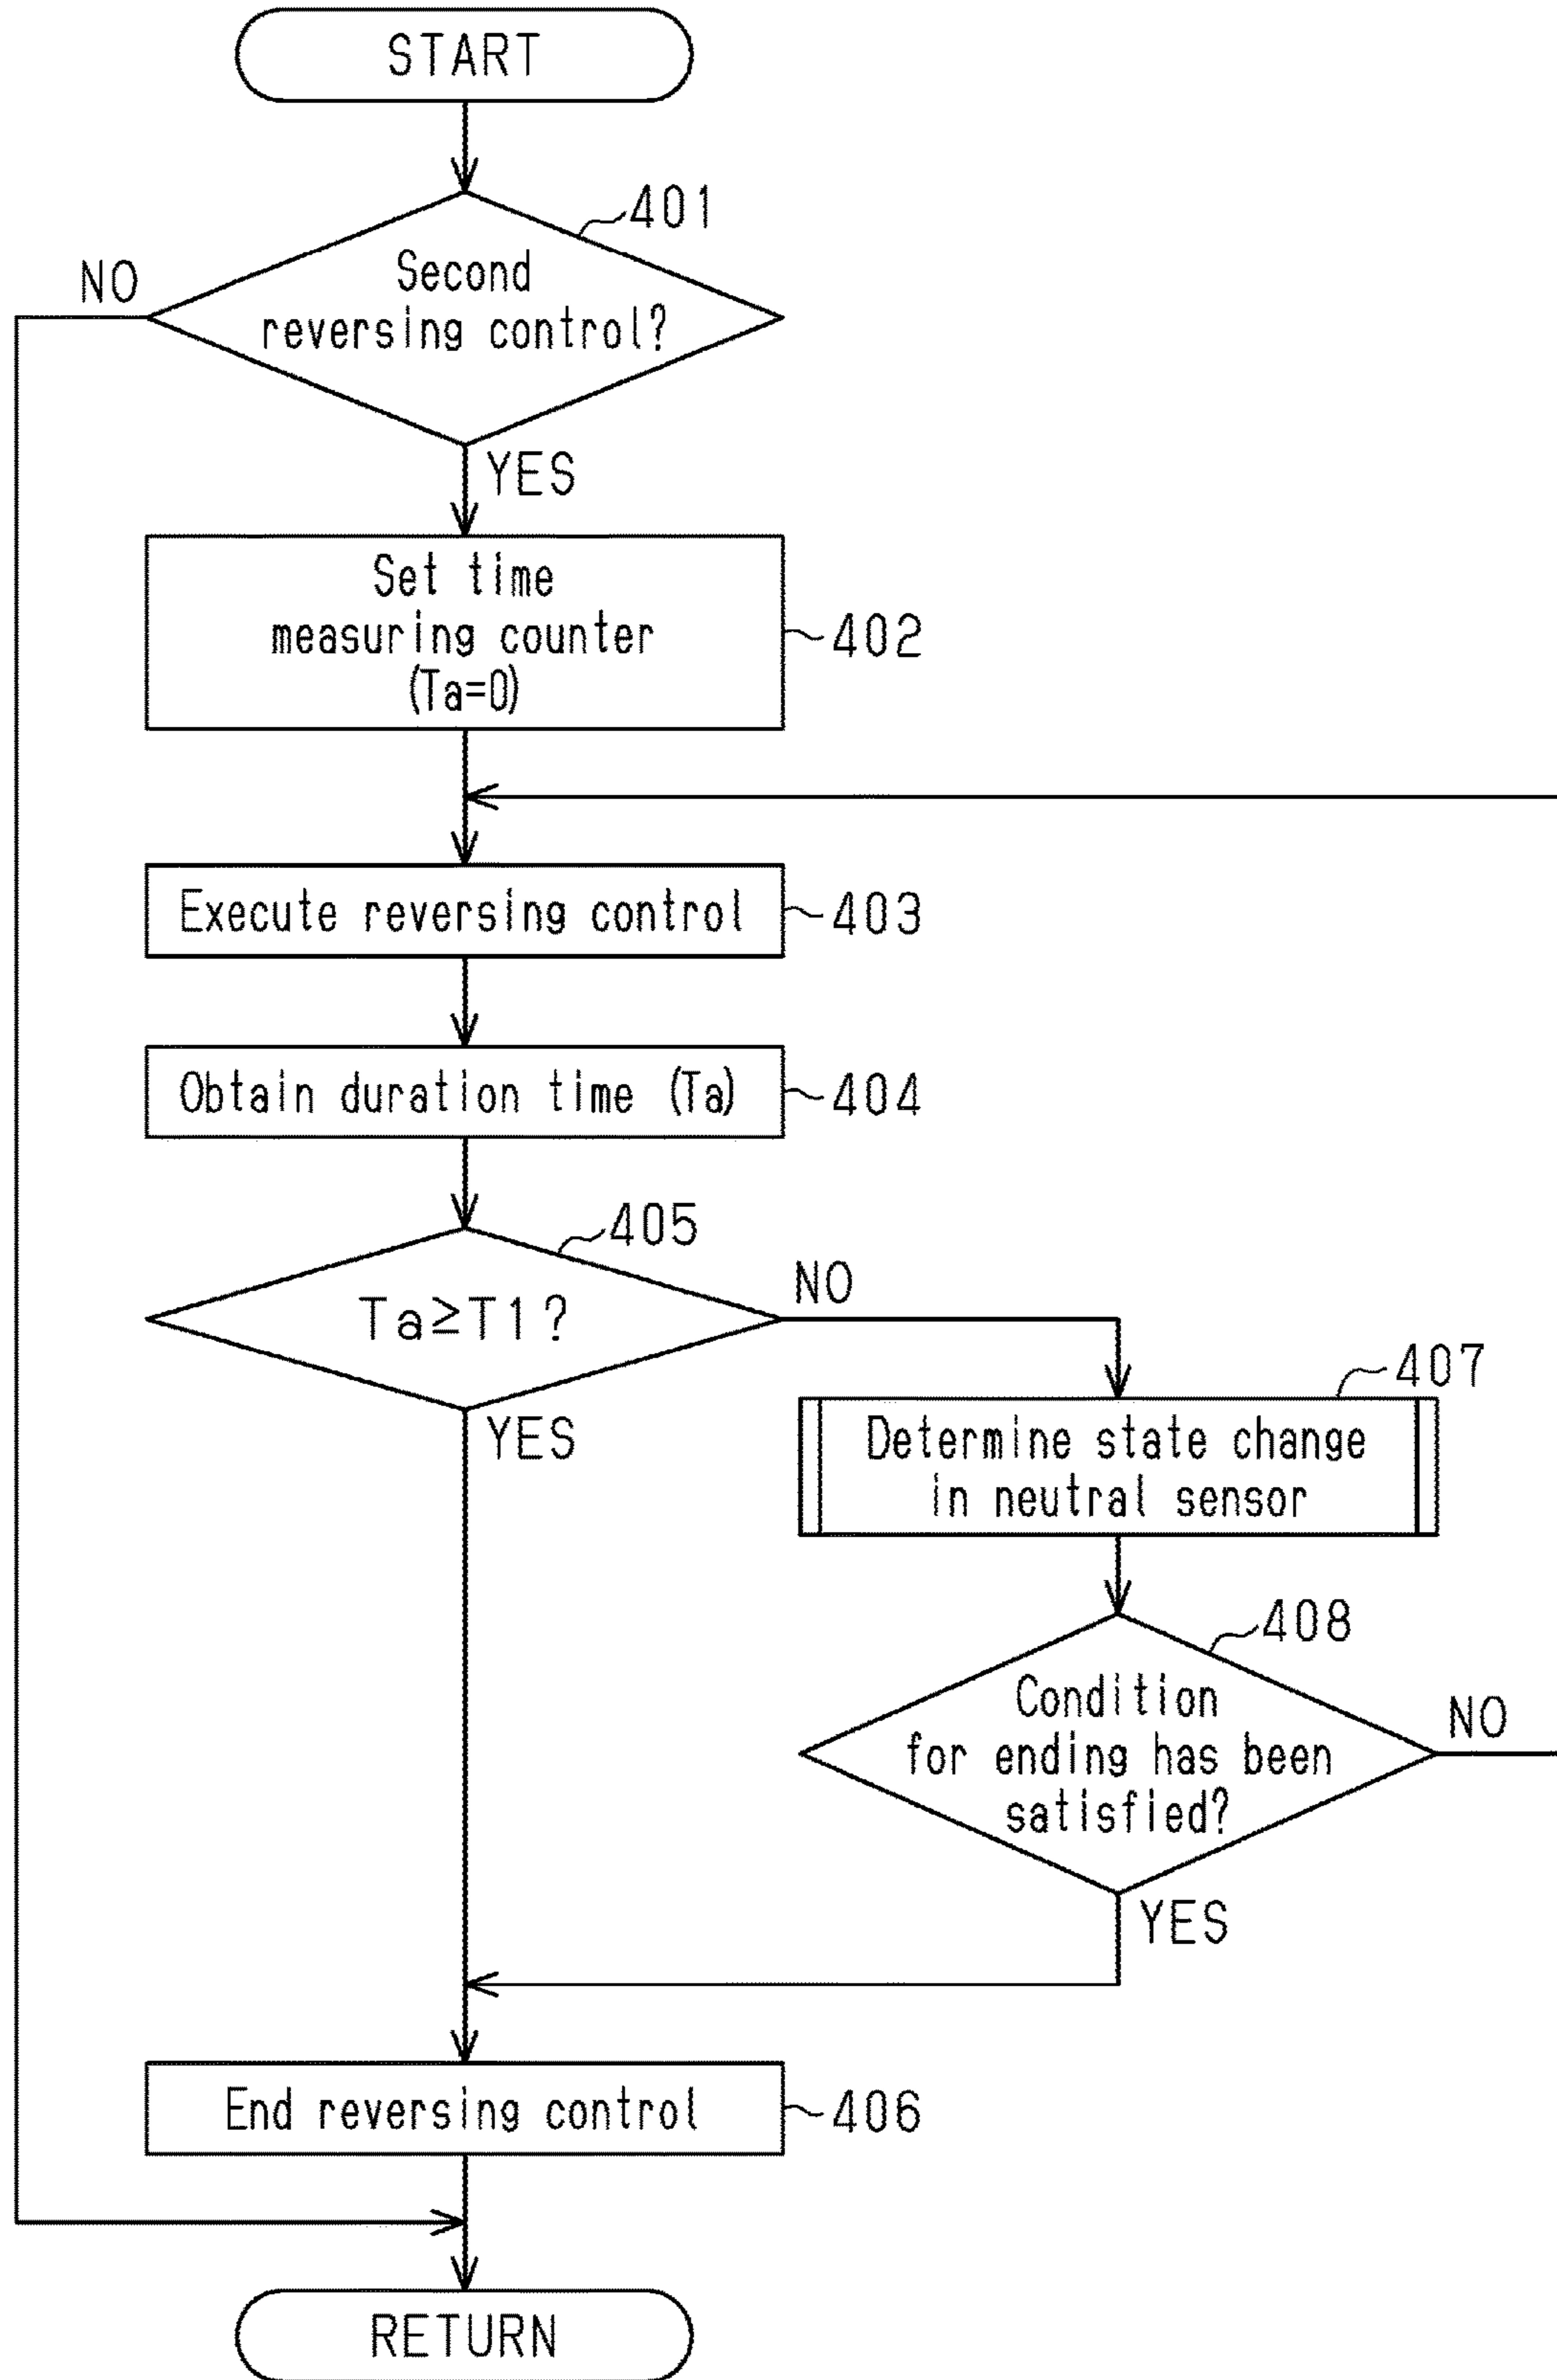 START
401
NO
Second
reversing control?
YES
Set time
measuring counter
(Ta=0)
402
Execute reversing control
403
Obtain duration time (Ta)
404
405
Ta≥T1?
NO
YES
407
Determine state change
in neutral sensor
408
Condition
for ending has been
satisfied?
NO
YES
End reversing control
406
RETURN